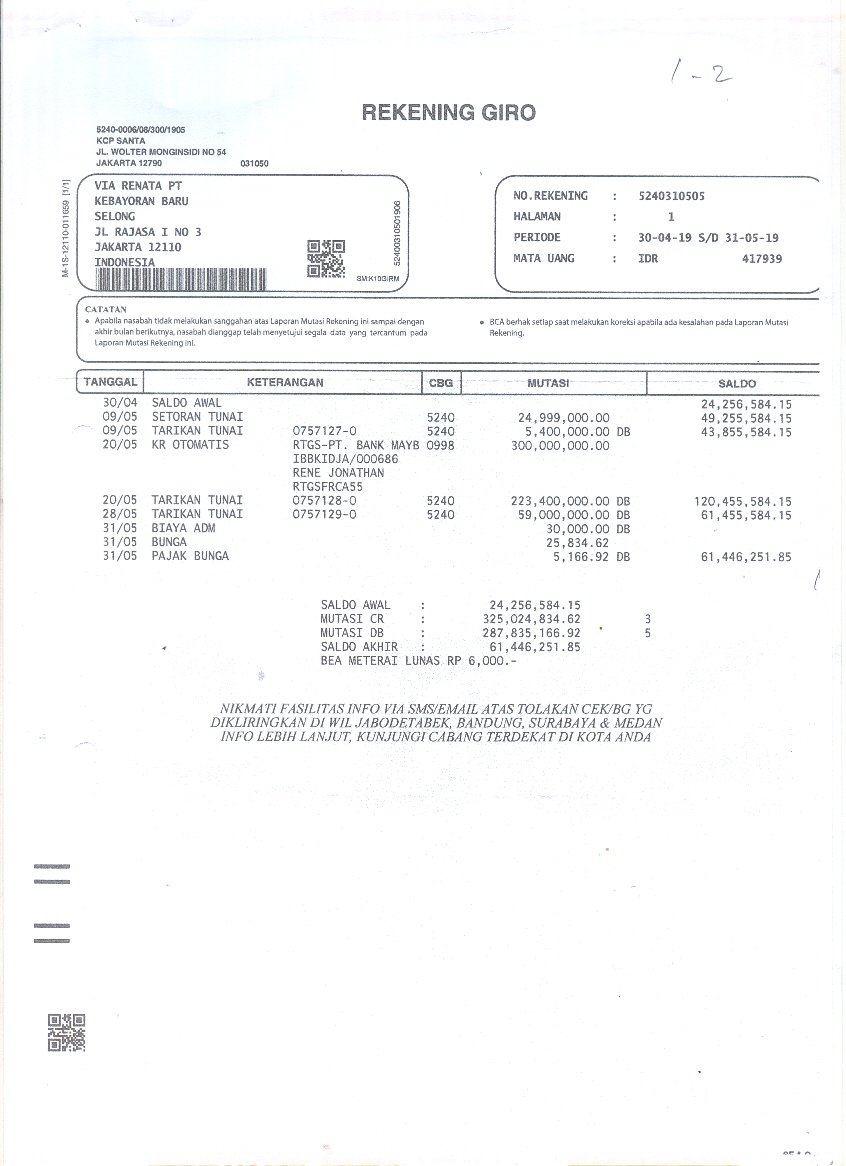 1 - 2
REKENING GIRO
5240-0006/08/300/1905
KCP SANTA
JL. WOLTER MONGINSIDI NO 54
JAKARTA 12790 031050
M-1S-12110-011659 [1/1]
VIA RENATA PT
KEBAYORAN BARU
SELONG
JL RAJASA I NO 3
JAKARTA 12110
INDONESIA
52400310501906
SMIK10GIRM
NO.REKENING : 5240310505
HALAMAN : 1
PERIODE : 30-04-19 S/D 31-05-19
MATA UANG : IDR 417939
CATATAN
• Apabila nasabah tidak melakukan sanggahan atas Laporan Mutasi Rekening ini sampai dengan
akhir bulan berikutnya, nasabah dianggap telah menyetujui segala data yang tercantum pada
Laporan Mutasi Rekening ini.
• BCA berhak setiap saat melakukan koreksi apabila ada kesalahan pada Laporan Mutasi
Rekening.
TANGGAL KETERANGAN CBG MUTASI SALDO
30/04 SALDO AWAL 24,256,584.15
09/05 SETORAN TUNAI 5240 24,999,000.00 49,255,584.15
09/05 TARIKAN TUNAI 0757127-0 5240 5,400,000.00 DB 43,855,584.15
20/05 KR OTOMATIS RTGS-PT. BANK MAYB 0998 300,000,000.00
IBBKIDJA/000686
RENE JONATHAN
RTGSFRCA55
20/05 TARIKAN TUNAI 0757128-0 5240 223,400,000.00 DB 120,455,584.15
28/05 TARIKAN TUNAI 0757129-0 5240 59,000,000.00 DB 61,455,584.15
31/05 BIAYA ADM 30,000.00 DB
31/05 BUNGA 25,834.62
31/05 PAJAK BUNGA 5,166.92 DB 61,446,251.85
SALDO AWAL : 24,256,584.15
MUTASI CR : 325,024,834.62 3
MUTASI DB : 287,835,166.92 5
SALDO AKHIR : 61,446,251.85
BEA METERAI LUNAS RP 6,000.-
NIKMATI FASILITAS INFO VIA SMS/EMAIL ATAS TOLAKAN CEK/BG YG
DIKLIRINGKAN DI WIL JABODETABEK, BANDUNG, SURABAYA & MEDAN
INFO LEBIH LANJUT, KUNJUNGI CABANG TERDEKAT DI KOTA ANDA